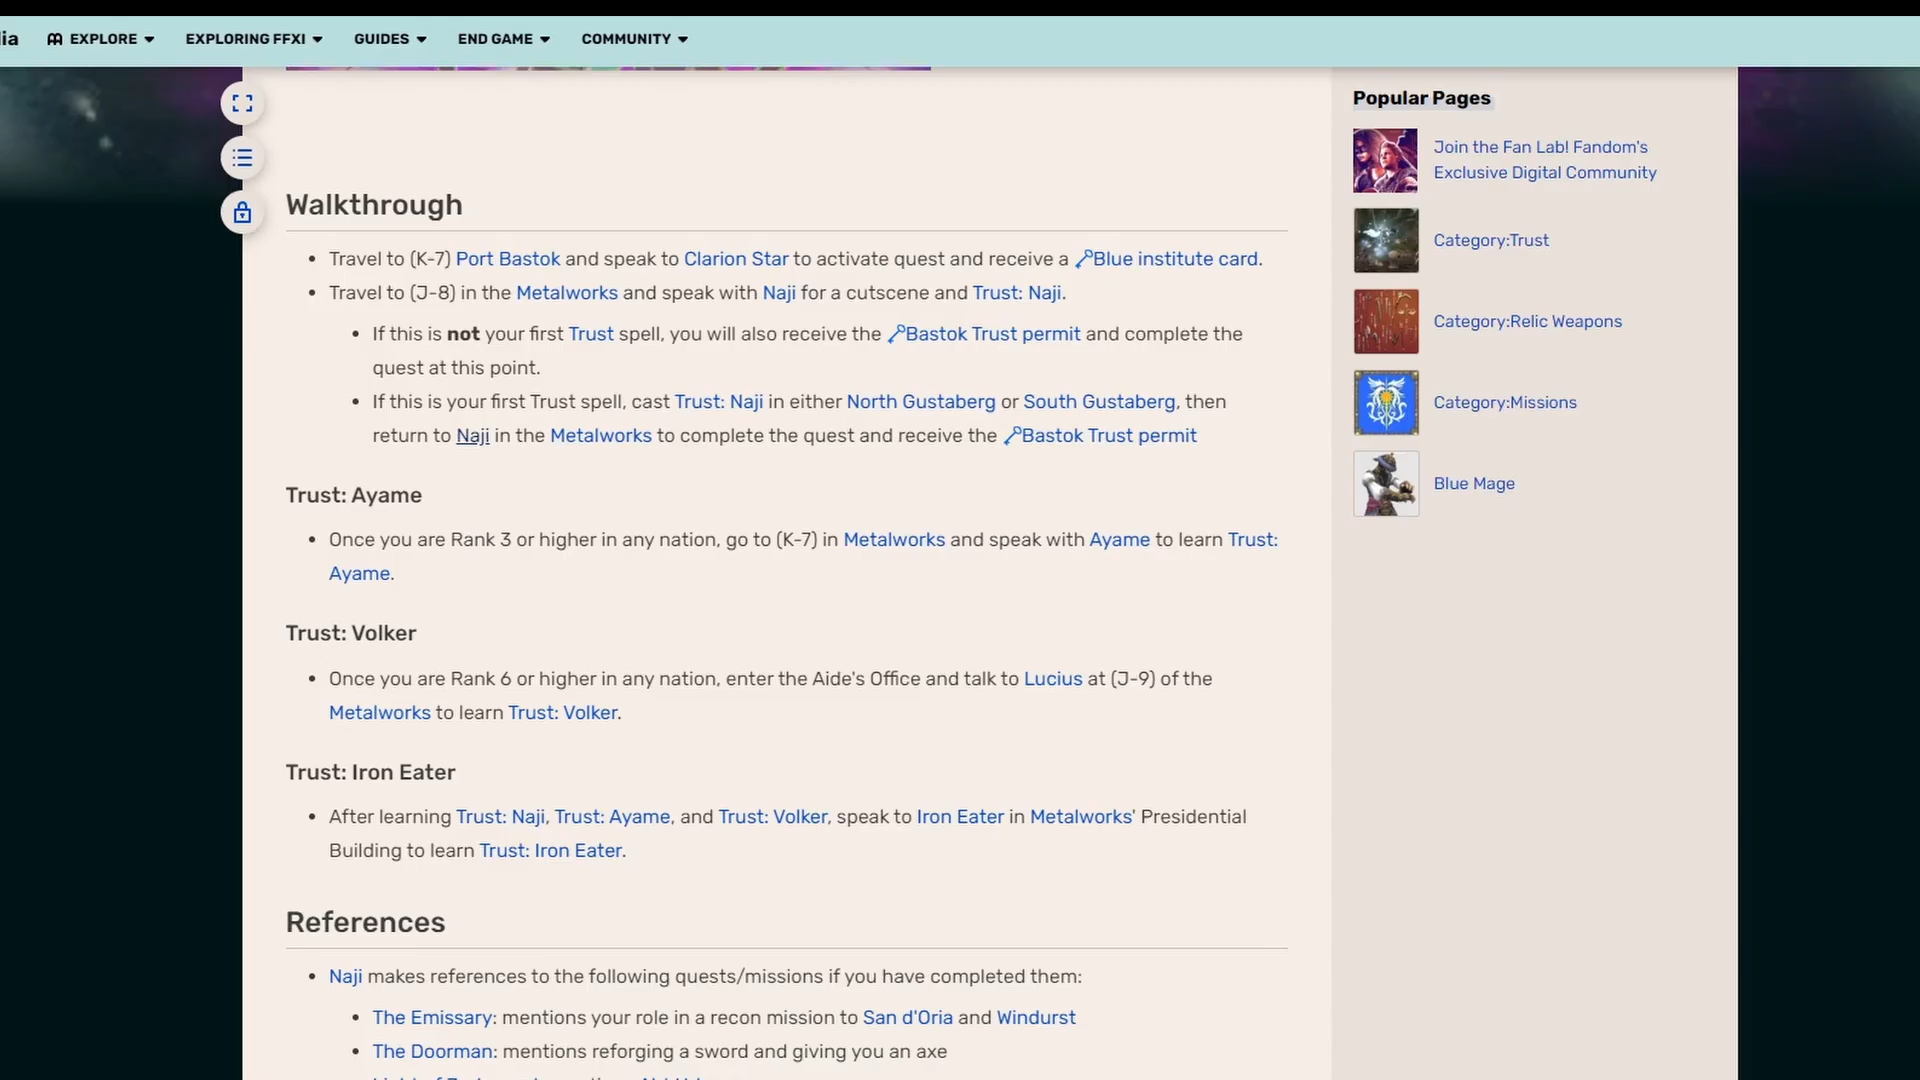 dia EXPLORE EXPLORING FFXI GUIDES END GAME COMMUNITY
Walkthrough
Travel to (K-7) Port Bastok and speak to Clarion Star to activate quest and receive a Blue institute card.
Travel to (J-8) in the Metalworks and speak with Naji for a cutscene and Trust: Naji.
If this is not your first Trust spell, you will also receive the Bastok Trust permit and complete the
quest at this point.
If this is your first Trust spell, cast Trust: Naji in either North Gustaberg or South Gustaberg, then
return to Naji in the Metalworks to complete the quest and receive the Bastok Trust permit
Trust: Ayame
Once you are Rank 3 or higher in any nation, go to (K-7) in Metalworks and speak with Ayame to learn Trust:
Ayame.
Trust: Volker
Once you are Rank 6 or higher in any nation, enter the Aide's Office and talk to Lucius at (J-9) of the
Metalworks to learn Trust: Volker.
Trust: Iron Eater
After learning Trust: Naji, Trust: Ayame, and Trust: Volker, speak to Iron Eater in Metalworks' Presidential
Building to learn Trust: Iron Eater.
References
Naji makes references to the following quests/missions if you have completed them:
The Emissary: mentions your role in a recon mission to San d'Oria and Windurst
The Doorman: mentions reforging a sword and giving you an axe
Popular Pages
Join the Fan Lab! Fandom's
Exclusive Digital Community
Category:Trust
Category:Relic Weapons
Category:Missions
Blue Mage